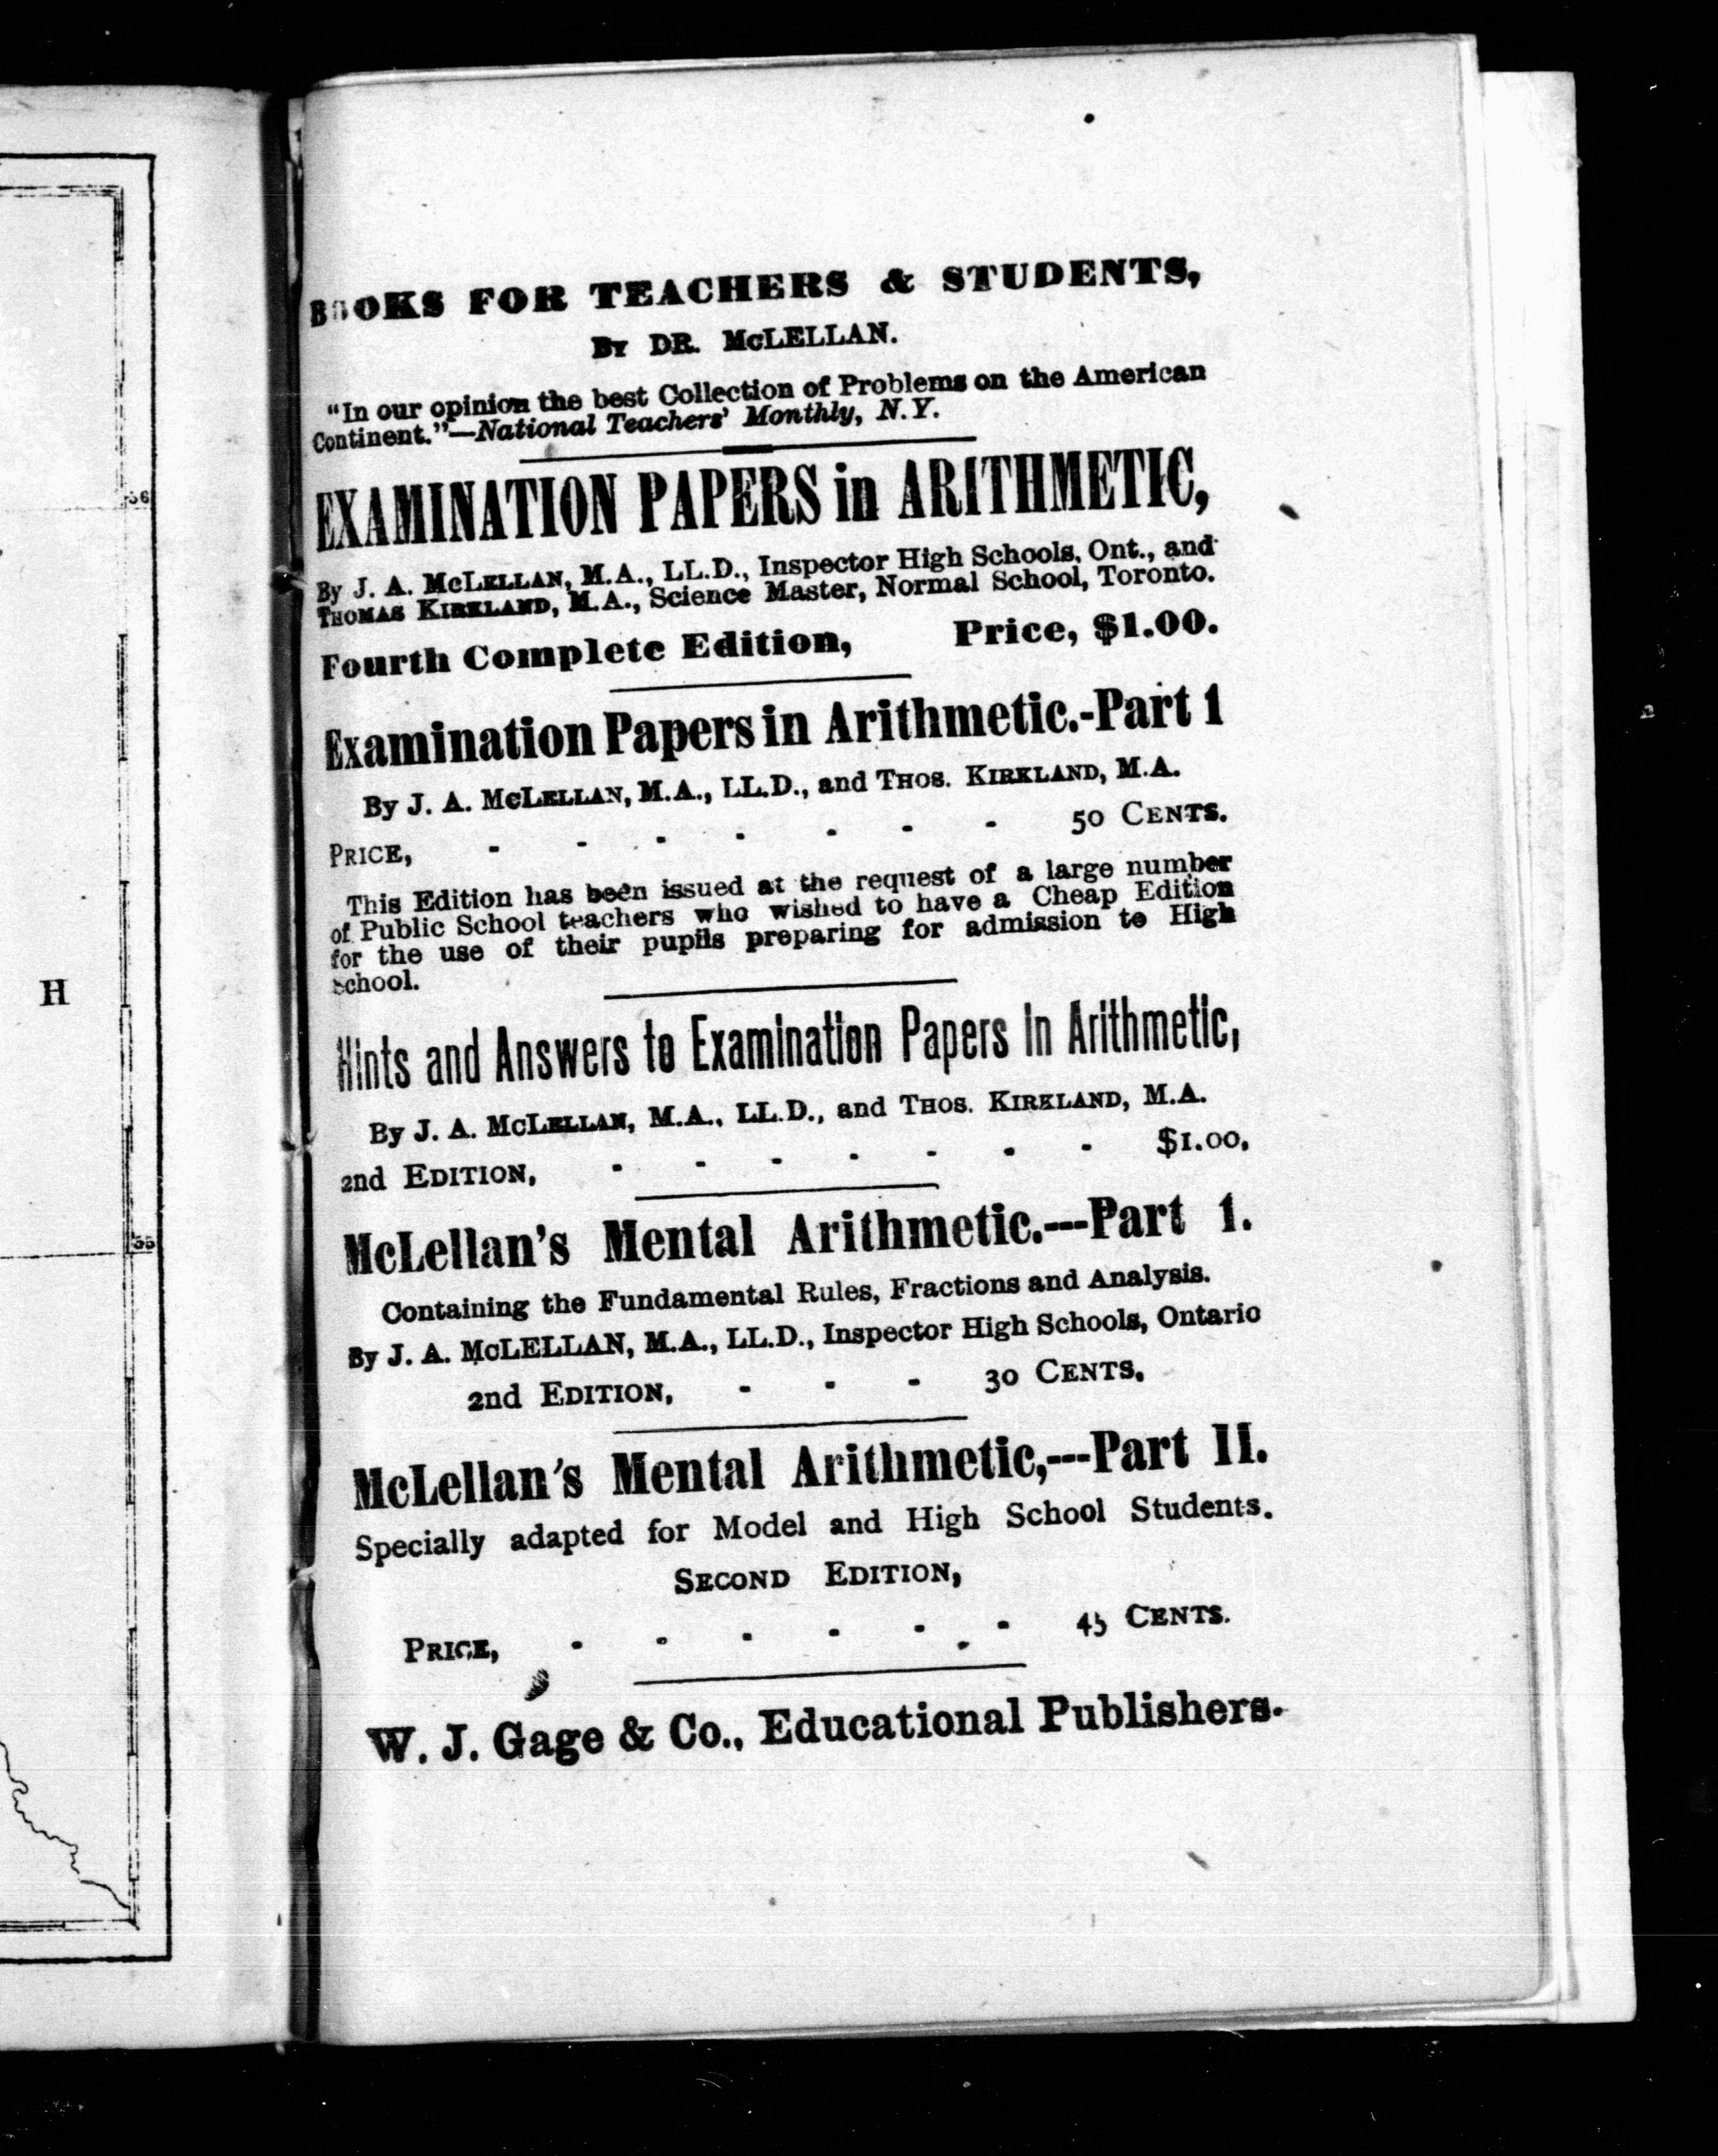 56
H
55
BOOKS FOR TEACHERS & STUDENTS,
By DR. McLELLAN.
"In our opinion the best Collection of Problems on the American
Continent."—National Teachers' Monthly, N.Y.
EXAMINATION PAPERS in ARITHMETIC,
By J. A. McLELLAN, M.A., LL.D., Inspector High Schools, Ont., and
THOMAS KIRKLAND, M.A., Science Master, Normal School, Toronto.
Fourth Complete Edition, Price, $1.00.
Examination Papers in Arithmetic.-Part 1
By J. A. McLELLAN, M.A., LL.D., and THOS. KIRKLAND, M.A.
PRICE, - - - - - - - 50 CENTS.
This Edition has been issued at the request of a large number
of Public School teachers who wished to have a Cheap Edition
for the use of their pupils preparing for admission to High
School.
Hints and Answers to Examination Papers in Arithmetic,
By J. A. McLELLAN, M.A., LL.D., and THOS. KIRKLAND, M.A.
2nd EDITION, - - - - - - - $1.00.
McLellan's Mental Arithmetic.---Part 1.
Containing the Fundamental Rules, Fractions and Analysis.
By J. A. McLELLAN, M.A., LL.D., Inspector High Schools, Ontario
2nd EDITION, - - - 30 CENTS.
McLellan's Mental Arithmetic,---Part II.
Specially adapted for Model and High School Students.
SECOND EDITION,
PRICE, - - - - - - 45 CENTS.
W. J. Gage & Co., Educational Publishers.